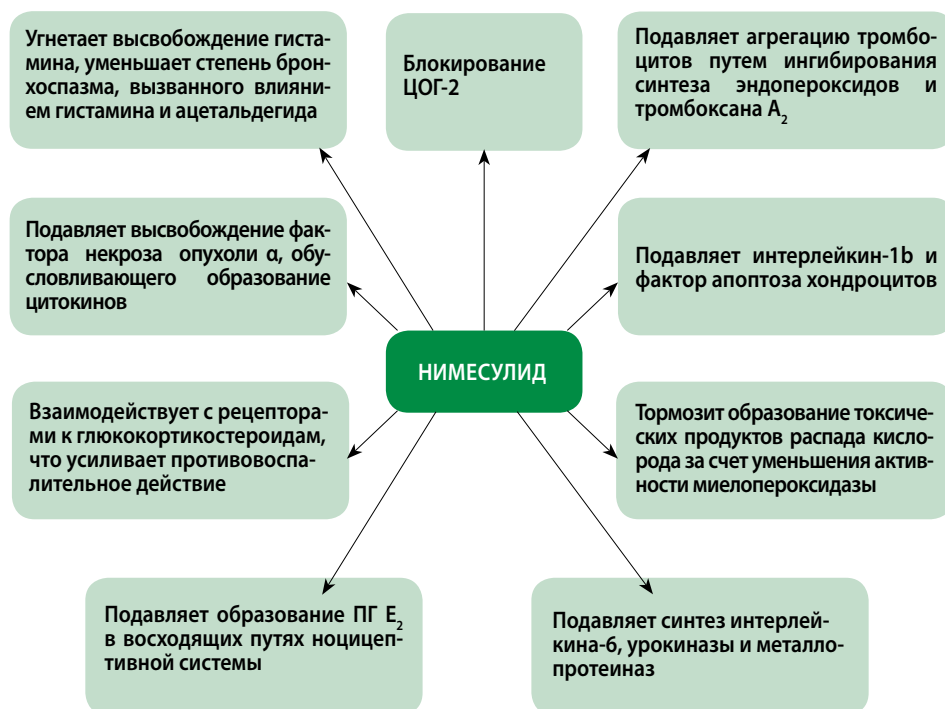 Угнетает высвобождение гиста-
мина, уменьшает степень брон-
хоспазма, вызванного влияни-
ем гистамина и ацетальдегида
Блокирование
ЦОГ-2
Подавляет агрегацию тромбо-
цитов путем ингибирования
синтеза эндопероксидов и
тромбоксана А₂
Подавляет высвобождение фак-
тора некроза опухоли α, обу-
словливающего образование
цитокинов
Подавляет интерлейкин-1b и
фактор апоптоза хондроцитов
НИМЕСУЛИД
Взаимодействует с рецептора-
ми к глюкокортикостероидам,
что усиливает противовоспа-
лительное действие
Тормозит образование токсиче-
ских продуктов распада кисло-
рода за счет уменьшения актив-
ности миелопероксидазы
Подавляет образование ПГ Е₂
в восходящих путях ноцицеп-
тивной системы
Подавляет синтез интерлей-
кина-6, урокиназы и металло-
протеиназ